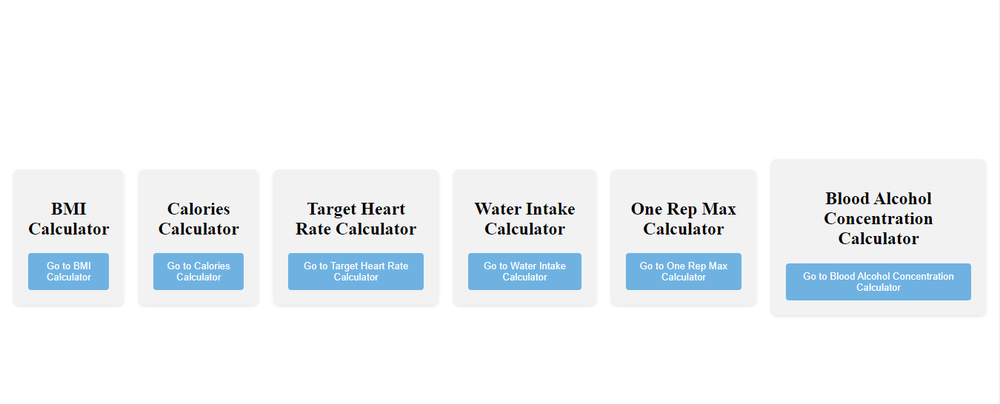 BMI
Calculator
Go to BMI
Calculator
Calories
Calculator
Go to Calories
Calculator
Target Heart
Rate Calculator
Go to Target Heart Rate
Calculator
Water Intake
Calculator
Go to Water Intake
Calculator
One Rep Max
Calculator
Go to One Rep Max
Calculator
Blood Alcohol
Concentration
Calculator
Go to Blood Alcohol Concentration
Calculator